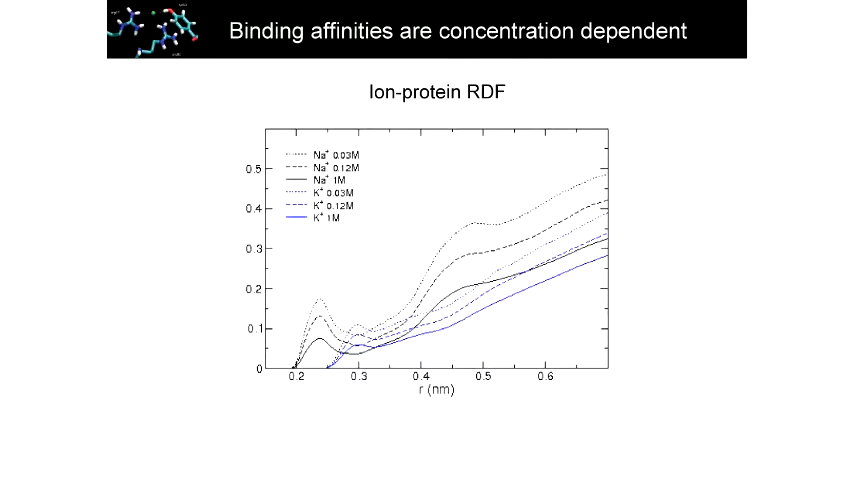 Binding affinities are concentration dependent
Ion-protein RDF
Na⁺ 0.03M
Na⁺ 0.12M
Na⁺ 1M
K⁺ 0.03M
K⁺ 0.12M
K⁺ 1M
0.5
0.4
0.3
0.2
0.1
0
0.2 0.3 0.4 0.5 0.6
r (nm)